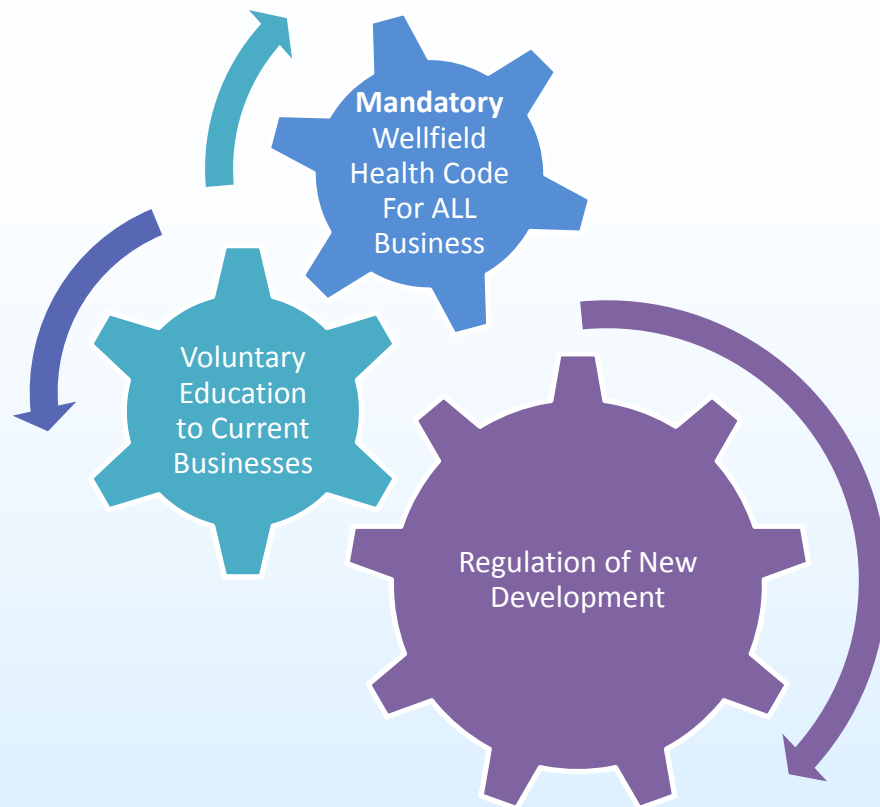 Mandatory
Wellfield
Health Code
For ALL
Business
Voluntary
Education
to Current
Businesses
Regulation of New
Development